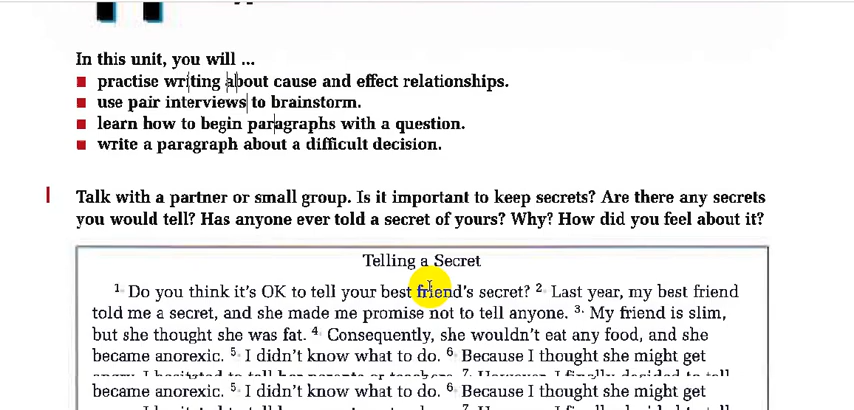 In this unit, you will ...
■ practise writing about cause and effect relationships.
■ use pair interviews to brainstorm.
■ learn how to begin paragraphs with a question.
■ write a paragraph about a difficult decision.
I Talk with a partner or small group. Is it important to keep secrets? Are there any secrets
you would tell? Has anyone ever told a secret of yours? Why? How did you feel about it?
Telling a Secret
1. Do you think it's OK to tell your best friend's secret? 2. Last year, my best friend
told me a secret, and she made me promise not to tell anyone. 3. My friend is slim,
but she thought she was fat. 4. Consequently, she wouldn't eat any food, and she
became anorexic. 5. I didn't know what to do. 6. Because I thought she might get
became anorexic. 5. I didn't know what to do. 6. Because I thought she might get